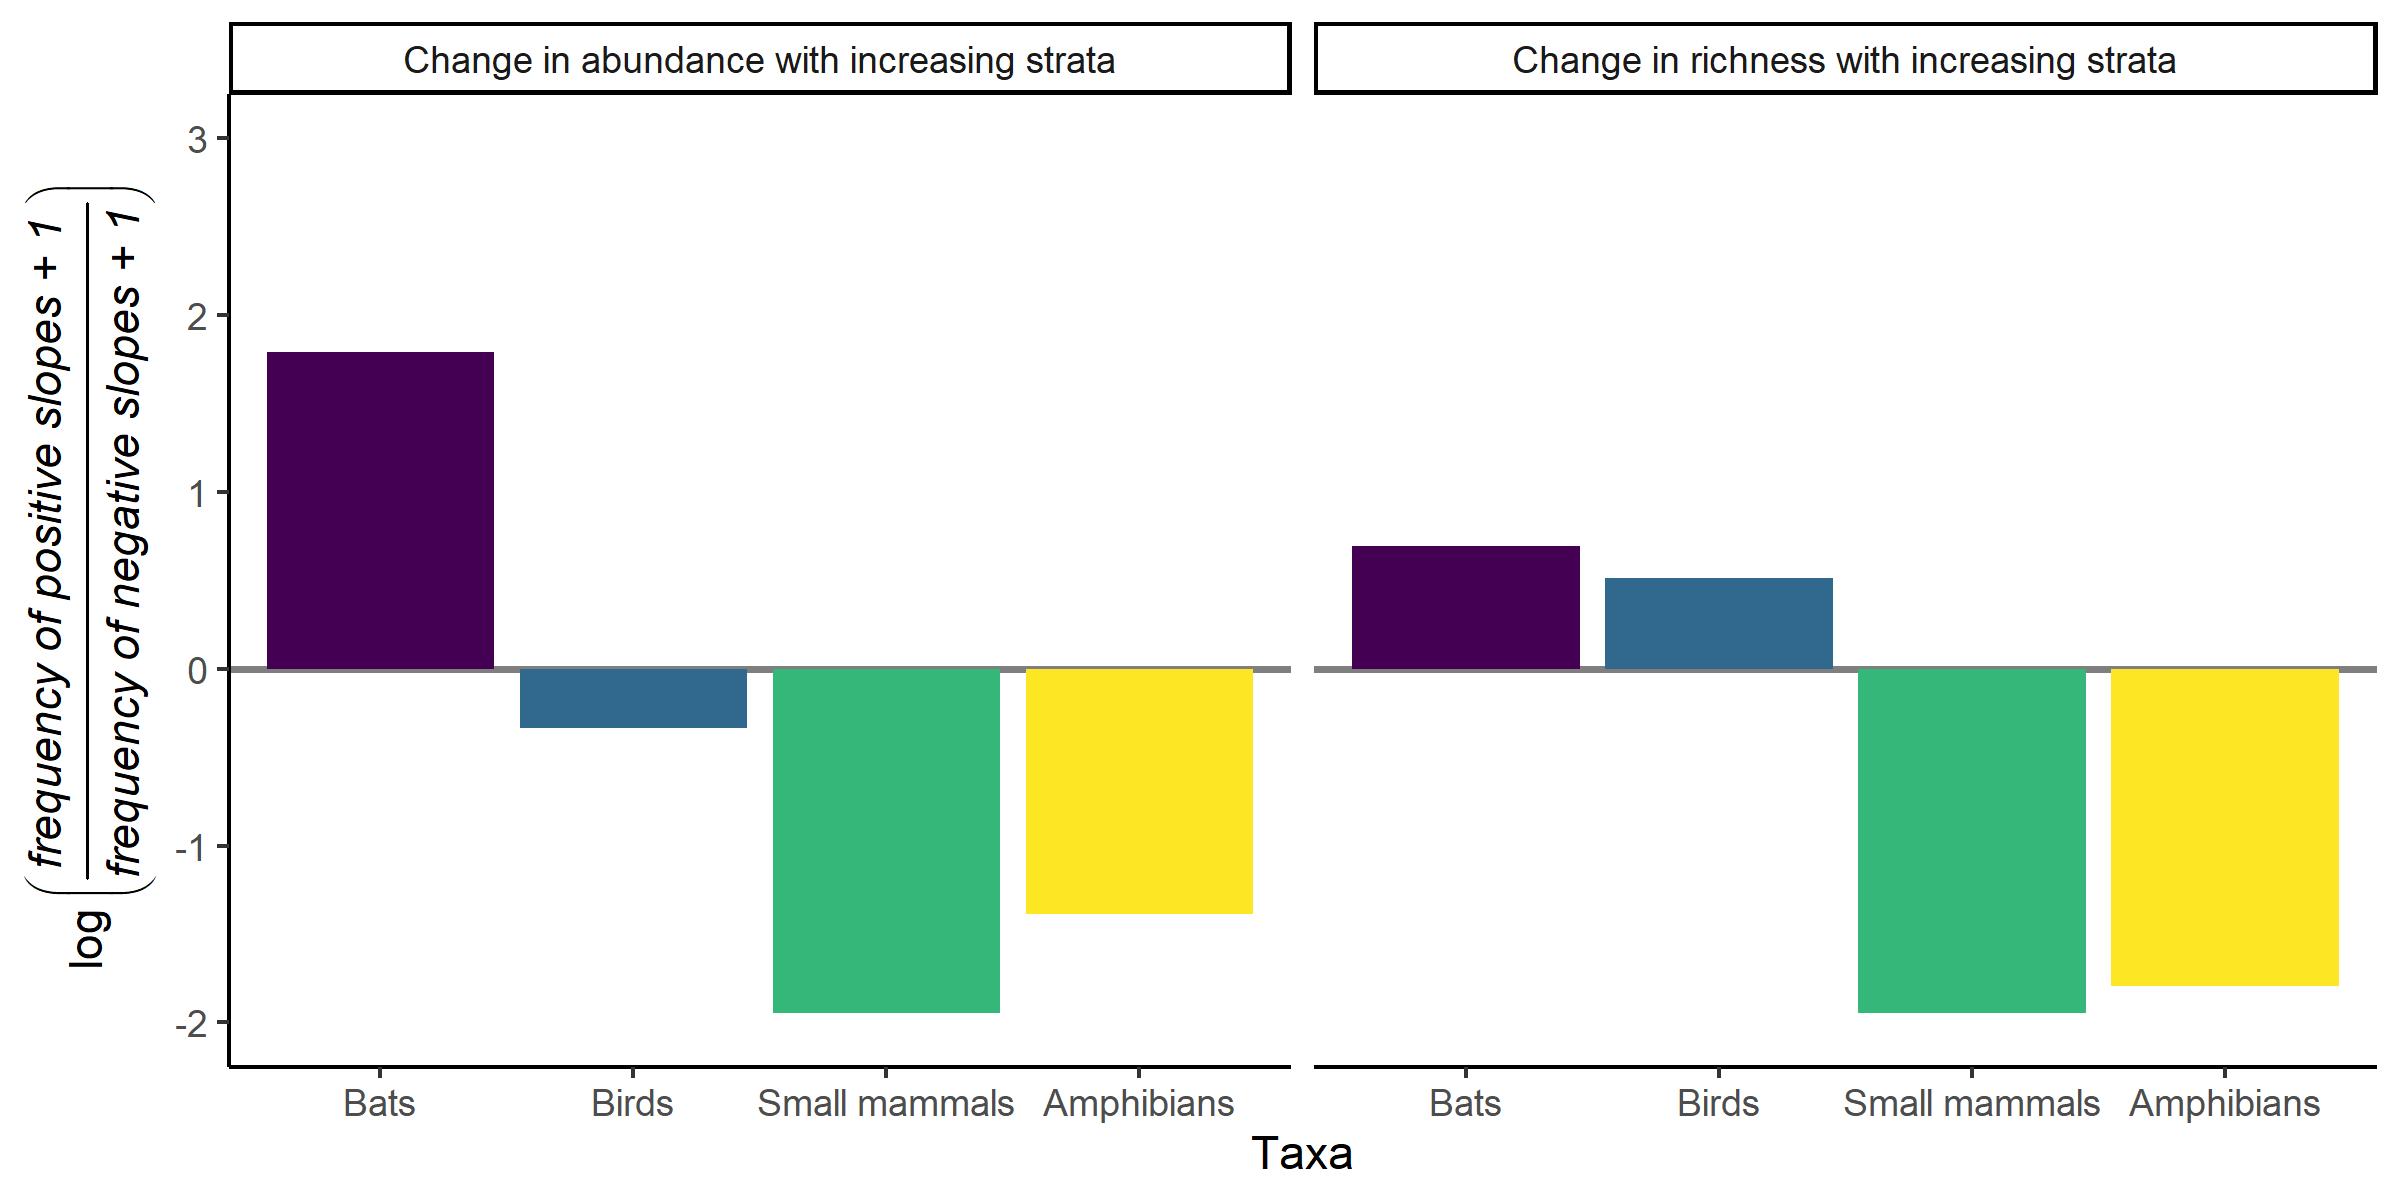 Change in abundance with increasing strata
Change in richness with increasing strata
log
frequency of positive slopes + 1
frequency of negative slopes + 1
3
2
1
0
-1
-2
Bats Birds Small mammals Amphibians
Bats Birds Small mammals Amphibians
Taxa